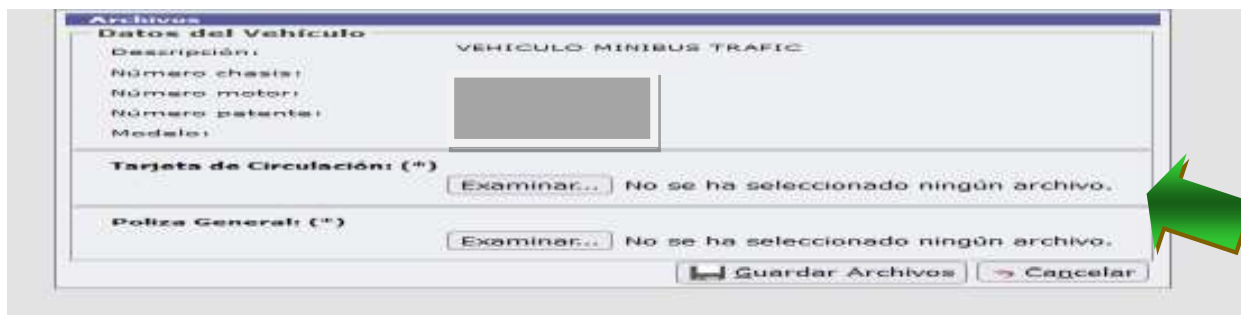 Archivos
Datos del Vehículo
Descripción: VEHICULO MINIBUS TRAFIC
Número chasis:
Número motor:
Número patente:
Modelo:
Tarjeta de Circulación: (*)
Examinar... No se ha seleccionado ningún archivo.
Poliza General: (*)
Examinar... No se ha seleccionado ningún archivo.
Guardar Archivos Cancelar